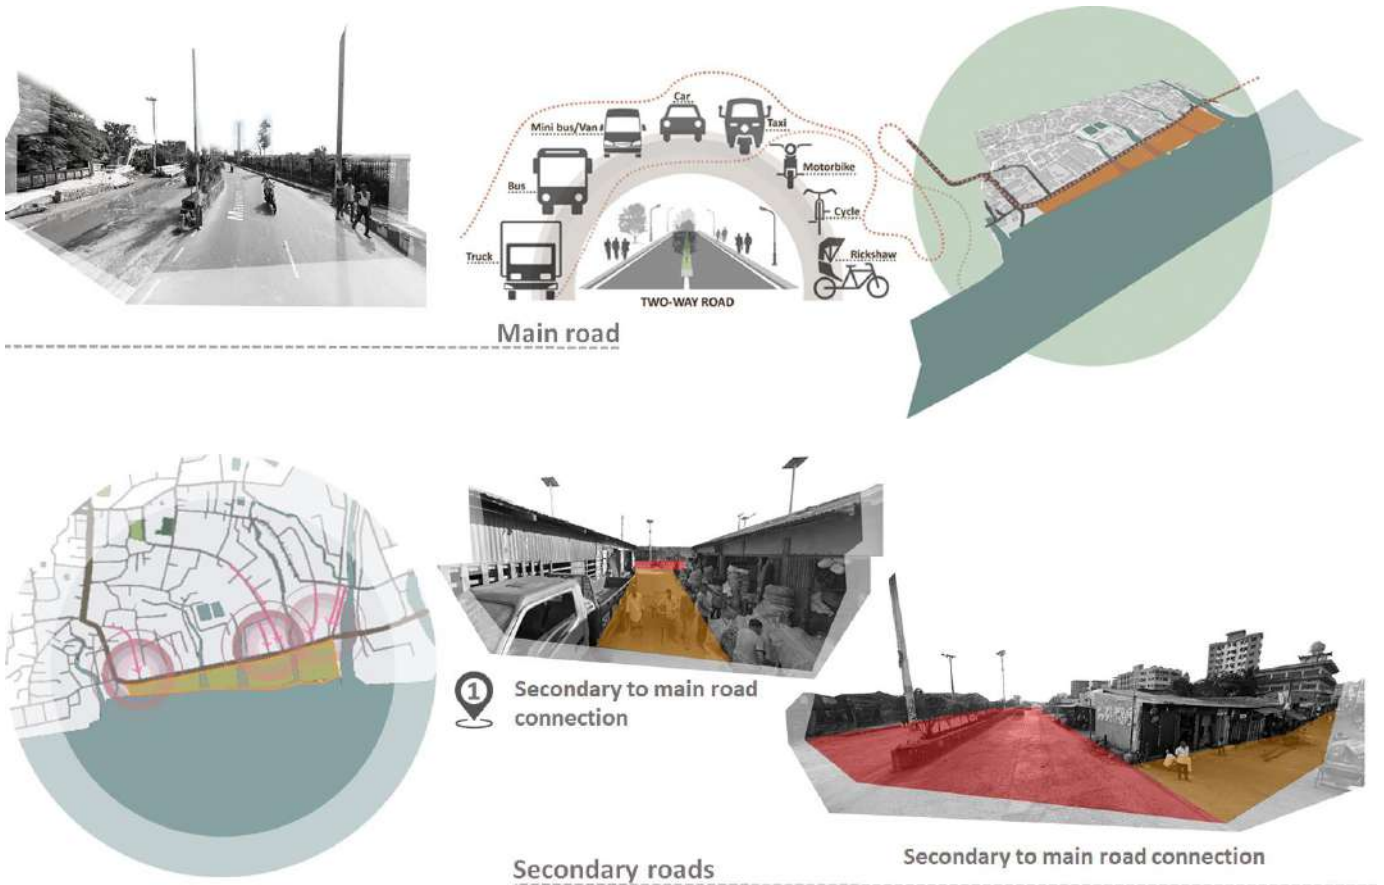 Car
Mini bus/Van
Taxi
Bus
Motorbike
Cycle
Truck
Rickshaw
TWO-WAY ROAD
Main road
1
Secondary to main road
connection
Secondary to main road connection
Secondary roads